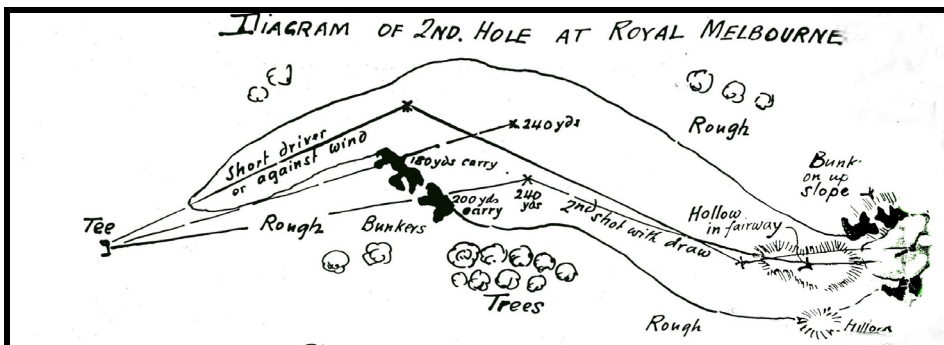 DIAGRAM OF 2ND. HOLE AT ROYAL MELBOURNE
240 yds
Rough
Short driver
or against wind
180 yds carry
Bunk
on up
slope
200 yds
carry
240
yds
2nd shot with draw
Hollow
in fairway
Tee
Rough
Bunkers
Trees
Rough